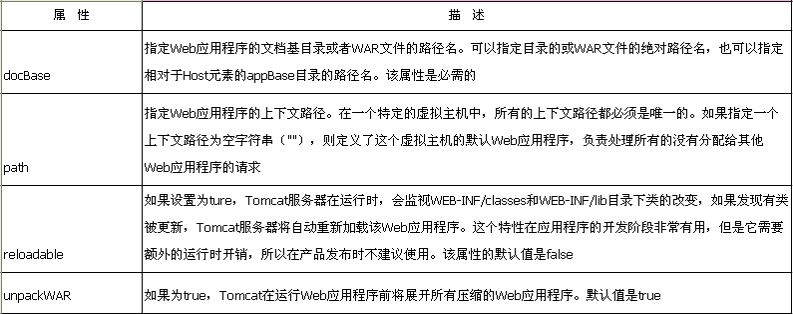 属 性 描 述
docBase
指定Web应用程序的文档基目录或者WAR文件的路径名。可以指定目录的或WAR文件的绝对路径名，也可以指定
相对于Host元素的appBase目录的路径名。该属性是必需的
path
指定Web应用程序的上下文路径。在一个特定的虚拟主机中，所有的上下文路径都必须是唯一的。如果指定一个
上下文路径为空字符串（""），则定义了这个虚拟主机的默认Web应用程序，负责处理所有的没有分配给其他
Web应用程序的请求
reloadable
如果设置为ture，Tomcat服务器在运行时，会监视WEB-INF/classes和WEB-INF/lib目录下类的改变，如果发现有类
被更新，Tomcat服务器将自动重新加载该Web应用程序。这个特性在应用程序的开发阶段非常有用，但是它需要
额外的运行时开销，所以在产品发布时不建议使用。该属性的默认值是false
unpackWAR
如果为true，Tomcat在运行Web应用程序前将展开所有压缩的Web应用程序。默认值是true